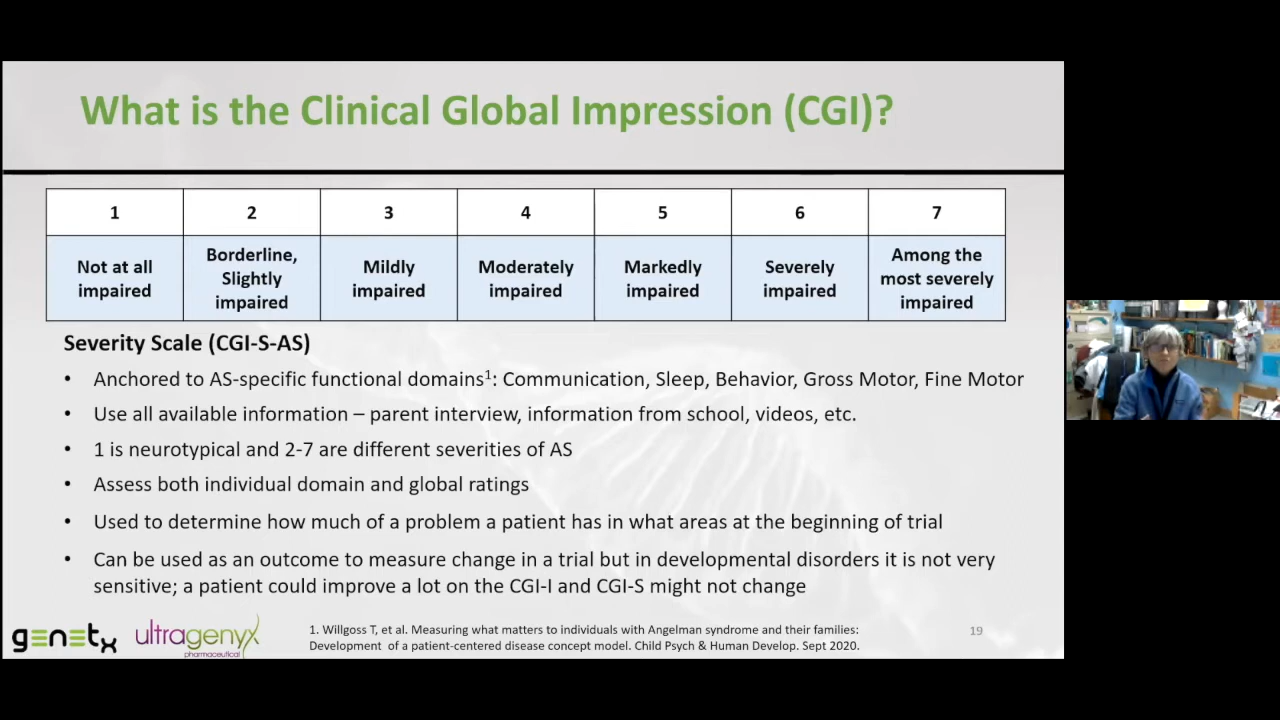 What is the Clinical Global Impression (CGI)?
1 2 3 4 5 6 7
Not at all impaired
Borderline, Slightly impaired
Mildly impaired
Moderately impaired
Markedly impaired
Severely impaired
Among the most severely impaired
Severity Scale (CGI-S-AS)
• Anchored to AS-specific functional domains¹: Communication, Sleep, Behavior, Gross Motor, Fine Motor
• Use all available information – parent interview, information from school, videos, etc.
• 1 is neurotypical and 2-7 are different severities of AS
• Assess both individual domain and global ratings
• Used to determine how much of a problem a patient has in what areas at the beginning of trial
• Can be used as an outcome to measure change in a trial but in developmental disorders it is not very
sensitive; a patient could improve a lot on the CGI-I and CGI-S might not change
genetx
ultragenyx
pharmaceutical
1. Willgoss T, et al. Measuring what matters to individuals with Angelman syndrome and their families:
Development of a patient-centered disease concept model. Child Psych & Human Develop. Sept 2020.
19